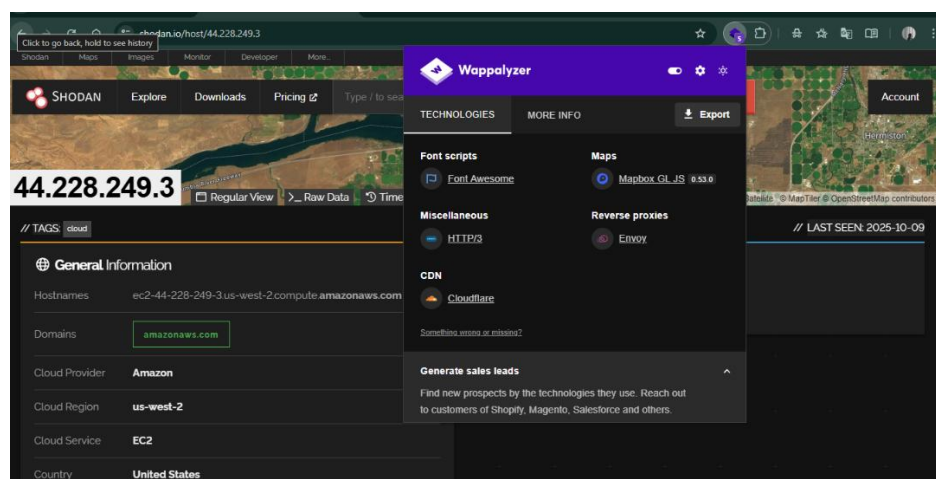 shodan.io/host/44.228.249.3
Click to go back, hold to see history
Shodan Maps Images Monitor Developer More...
SHODAN Explore Downloads Pricing Type / to sea
Account
Hermiston
44.228.249.3
Regular View >_ Raw Data Time
© MapTiler © OpenStreetMap contributors
// TAGS: cloud
// LAST SEEN: 2025-10-09
General Information
Hostnames ec2-44-228-249-3.us-west-2.compute.amazonaws.com
Domains amazonaws.com
Cloud Provider Amazon
Cloud Region us-west-2
Cloud Service EC2
Country United States
Wappalyzer
TECHNOLOGIES MORE INFO Export
Font scripts
Font Awesome
Maps
Mapbox GL JS 0.53.0
Miscellaneous
HTTP/3
Reverse proxies
Envoy
CDN
Cloudflare
Something wrong or missing?
Generate sales leads
Find new prospects by the technologies they use. Reach out
to customers of Shopify, Magento, Salesforce and others.